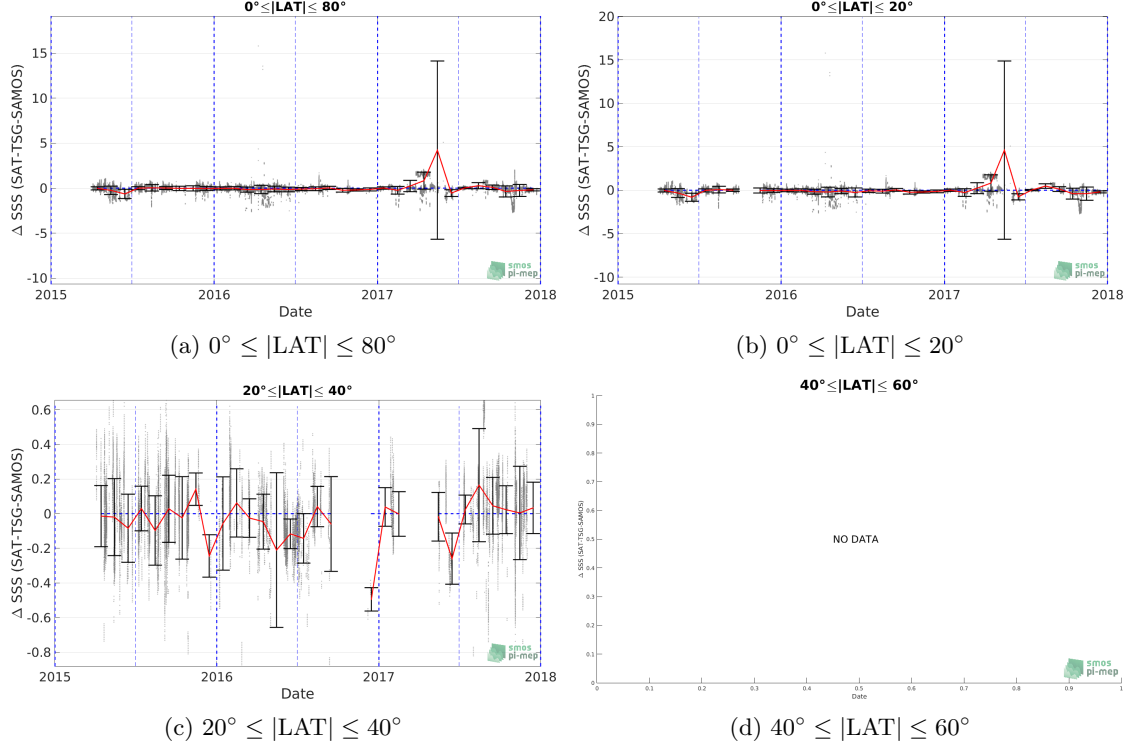 0°≤|LAT|≤ 80°
Δ SSS (SAT-TSG-SAMOS)
15
10
5
0
-5
-10
2015
2016
2017
2018
Date
smos
pi-mep
(a) 0° ≤ |LAT| ≤ 80°
0°≤|LAT|≤ 20°
Δ SSS (SAT-TSG-SAMOS)
20
15
10
5
0
-5
-10
2015
2016
2017
2018
Date
smos
pi-mep
(b) 0° ≤ |LAT| ≤ 20°
20°≤|LAT|≤ 40°
Δ SSS (SAT-TSG-SAMOS)
0.6
0.4
0.2
0
-0.2
-0.4
-0.6
-0.8
2015
2016
2017
2018
Date
smos
pi-mep
(c) 20° ≤ |LAT| ≤ 40°
40°≤|LAT|≤ 60°
Δ SSS (SAT-TSG-SAMOS)
1
0.9
0.8
0.7
0.6
0.5
0.4
0.3
0.2
0.1
0
NO DATA
0
0.1
0.2
0.3
0.4
0.5
0.6
0.7
0.8
0.9
1
Date
smos
pi-mep
(d) 40° ≤ |LAT| ≤ 60°